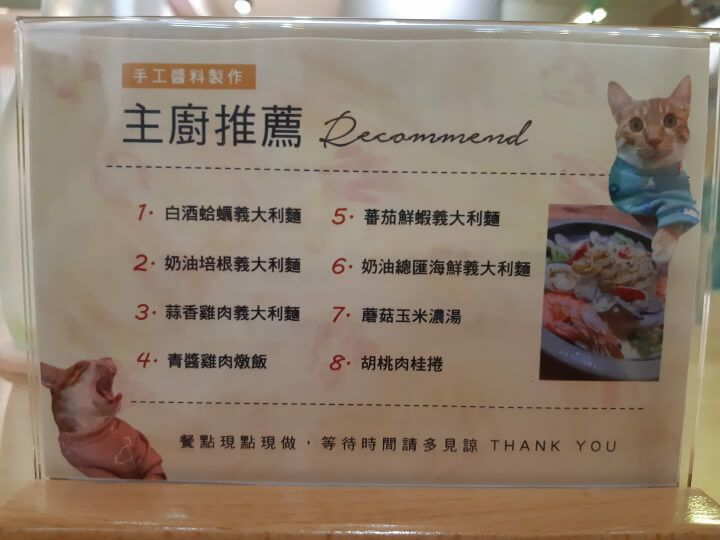 手工醬料製作
主廚推薦 Recommend
1. 白酒蛤蠣義大利麵
2. 奶油培根義大利麵
3. 蒜香雞肉義大利麵
4. 青醬雞肉燉飯
5. 蕃茄鮮蝦義大利麵
6. 奶油總匯海鮮義大利麵
7. 蘑菇玉米濃湯
8. 胡桃肉桂捲
餐點現點現做，等待時間請多見諒 THANK YOU